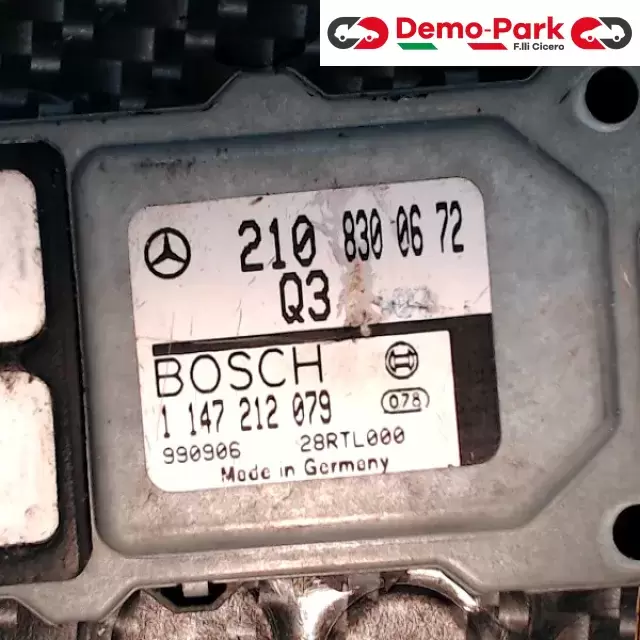 Demo-Park
F.lli Cicero
210 830 06 72
Q3
BOSCH
1 147 212 079
078
990906 28RTL000
Made in Germany